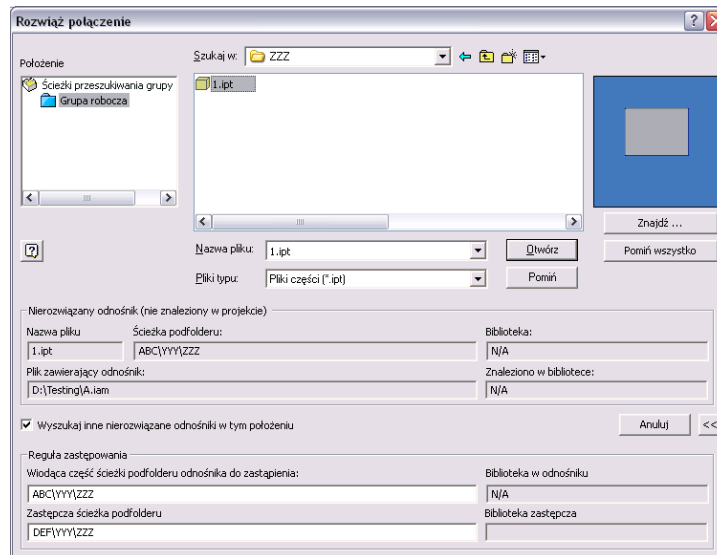 Rozwiąż połączenie
Położenie
Szukaj w: ZZZ
Ścieżki przeszukiwania grupy
Grupa robocza
1.ipt
Znajdź ...
Nazwa pliku: 1.ipt
Otwórz
Pomiń wszystko
Pliki typu: Pliki części (*.ipt)
Pomiń
Nierozwiązany odnośnik (nie znaleziony w projekcie)
Nazwa pliku
Ścieżka podfolderu:
Biblioteka:
1.ipt
ABC\YYY\ZZZ
N/A
Plik zawierający odnośnik:
Znaleziono w bibliotece:
D:\Testing\A.iam
N/A
Wyszukaj inne nierozwiązane odnośniki w tym położeniu
Anuluj
<<
Reguła zastępowania
Wiodąca część ścieżki podfolderu odnośnika do zastąpienia:
Biblioteka w odnośniku
ABC\YYY\ZZZ
N/A
Zastępcza ścieżka podfolderu
Biblioteka zastępcza
DEF\YYY\ZZZ